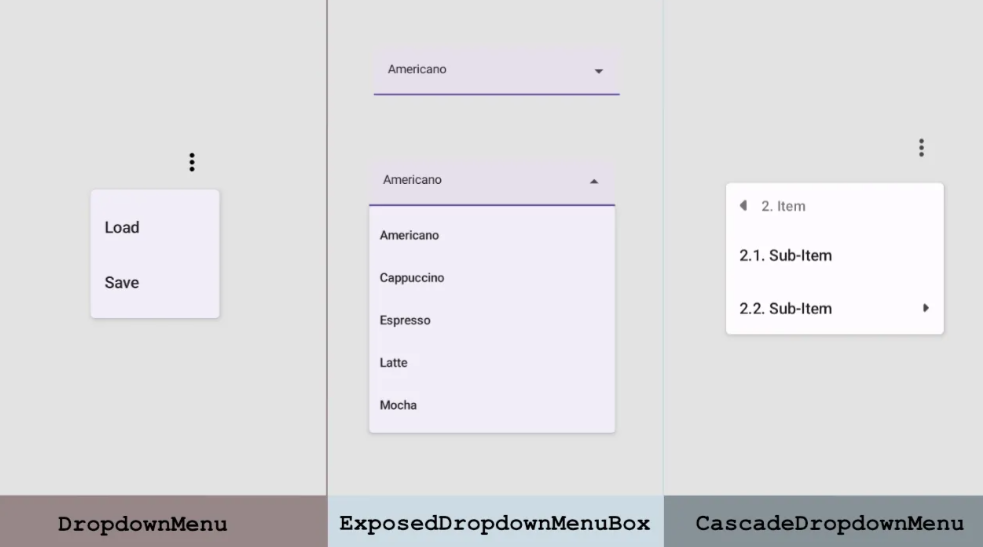 Load
Save
DropdownMenu
Americano
Americano
Americano
Cappuccino
Espresso
Latte
Mocha
ExposedDropdownMenuBox
2. Item
2.1. Sub-Item
2.2. Sub-Item
CascadeDropdownMenu